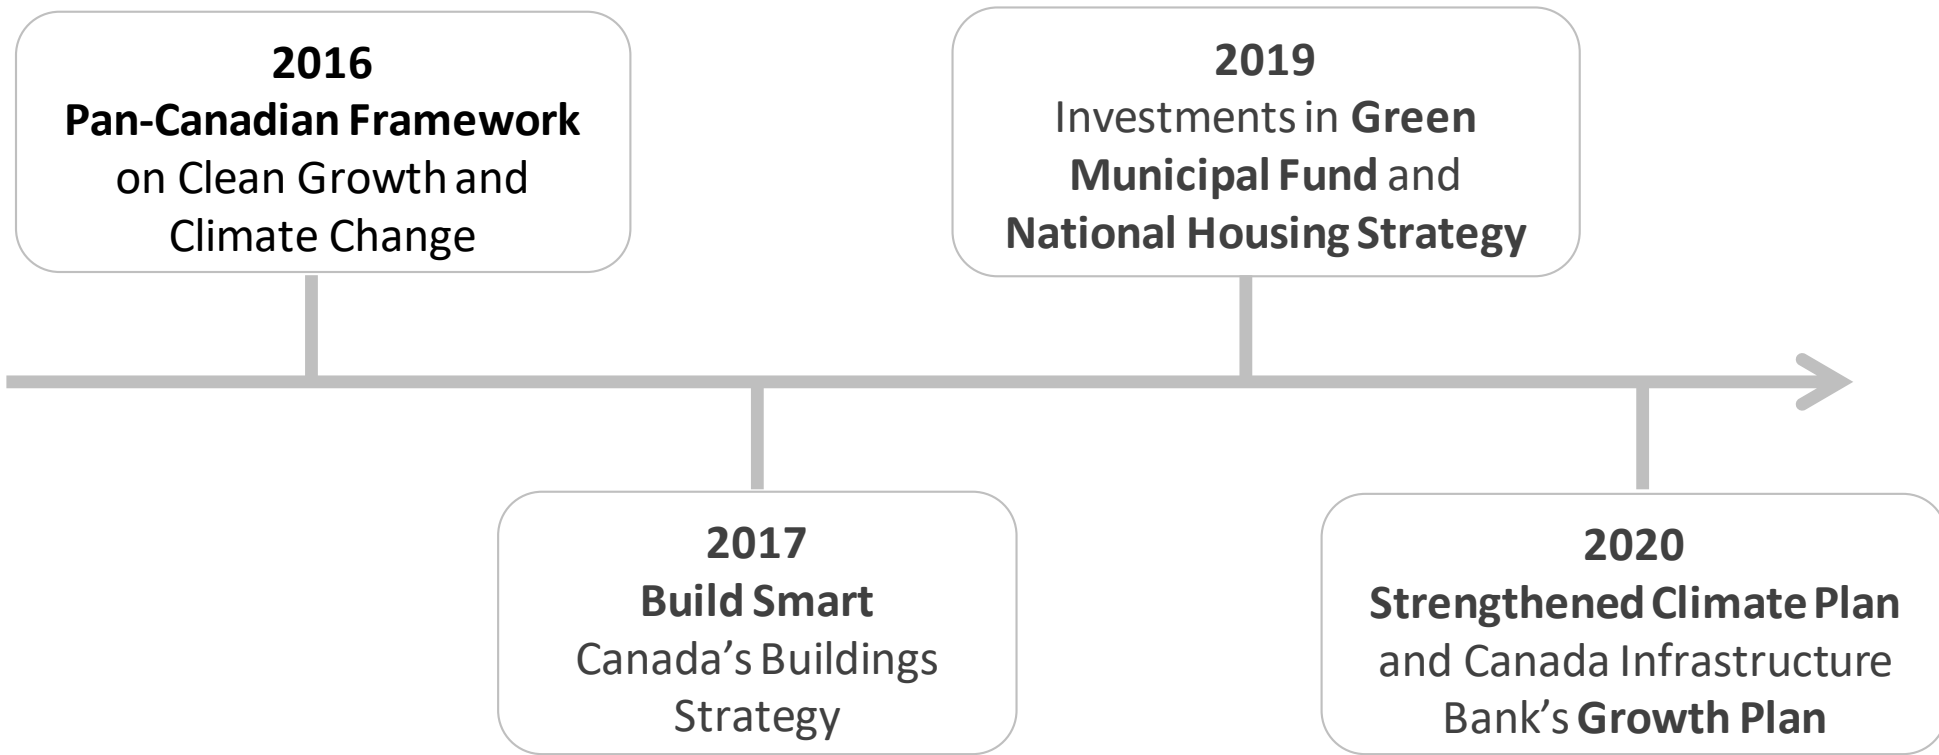 2016
Pan-Canadian Framework
on Clean Growth and
Climate Change
2017
Build Smart
Canada’s Buildings
Strategy
2019
Investments in Green
Municipal Fund and
National Housing Strategy
2020
Strengthened Climate Plan
and Canada Infrastructure
Bank’s Growth Plan